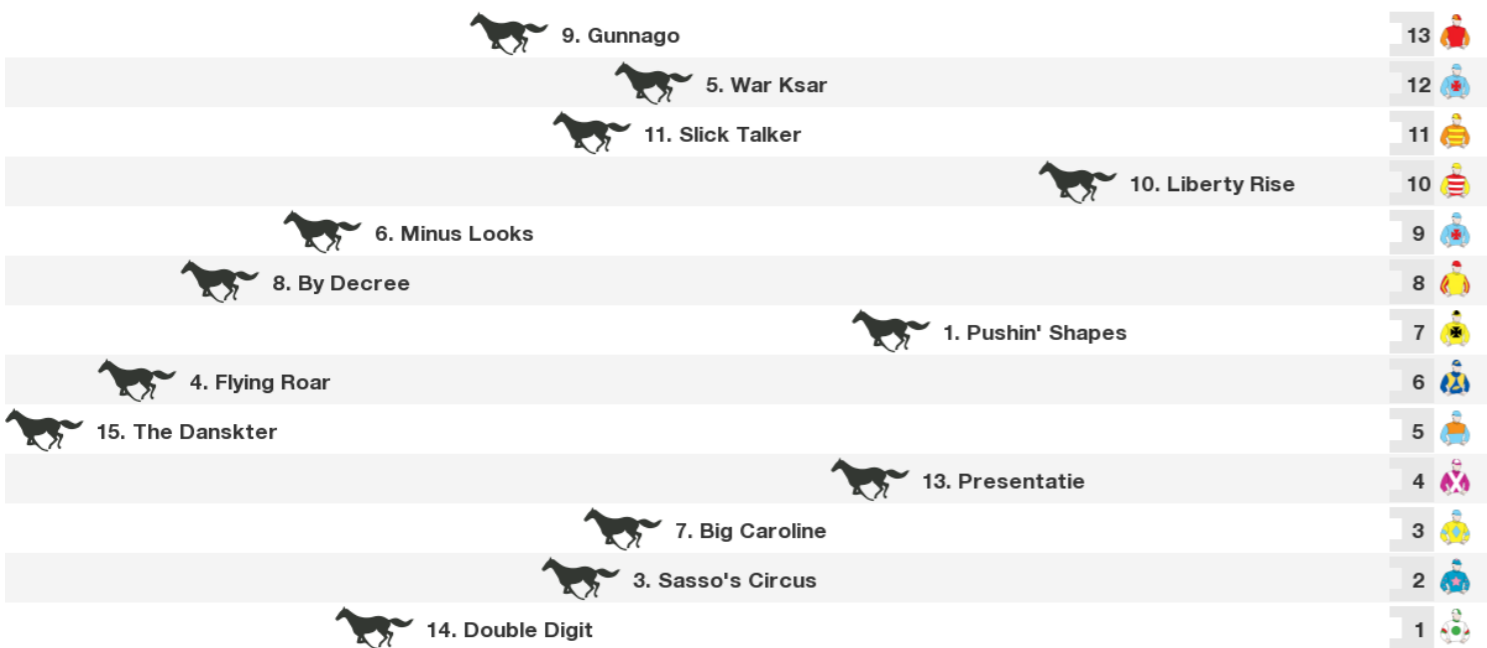 9. Gunnago 13
5. War Ksar 12
11. Slick Talker 11
10. Liberty Rise 10
6. Minus Looks 9
8. By Decree 8
1. Pushin' Shapes 7
4. Flying Roar 6
15. The Danskter 5
13. Presentatie 4
7. Big Caroline 3
3. Sasso's Circus 2
14. Double Digit 1